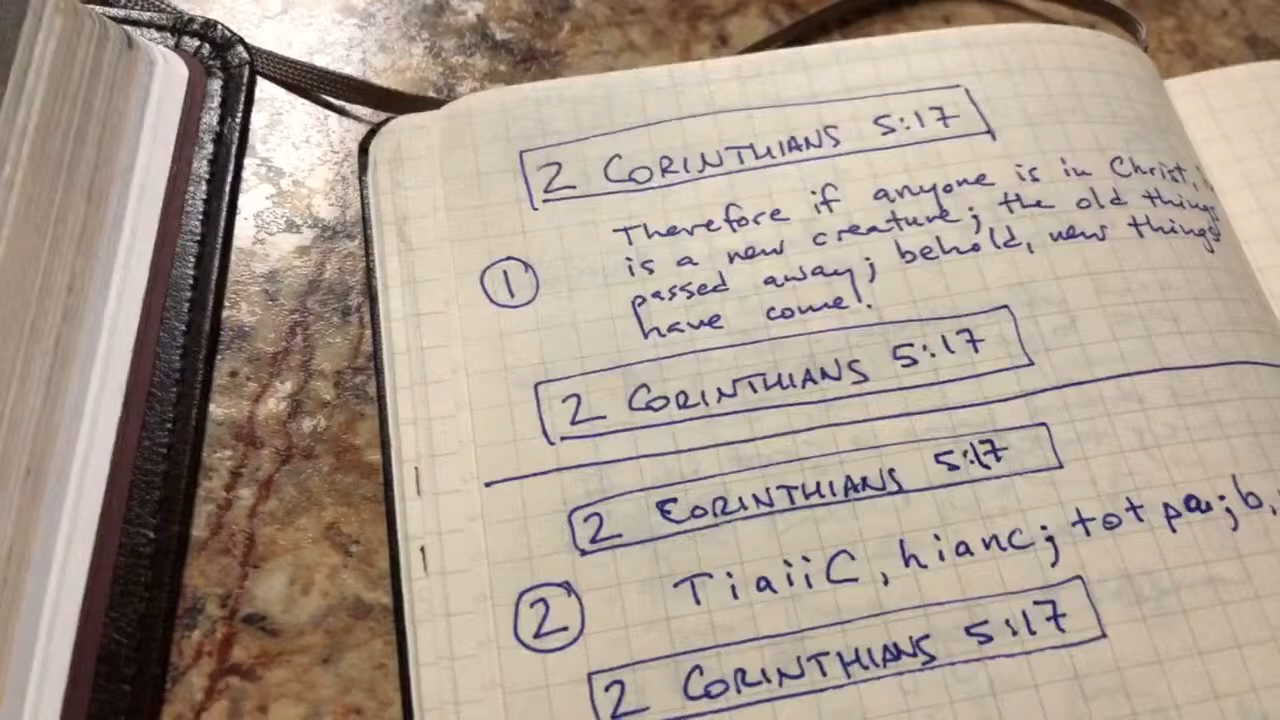 2 CORINTHIANS 5:17
Therefore if anyone is in Christ,
① is a new creature; the old things
passed away; behold, new things
have come!
2 CORINTHIANS 5:17
2 CORINTHIANS 5:17
② TiaiiC, hianc; tot pa; b,
2 CORINTHIANS 5:17